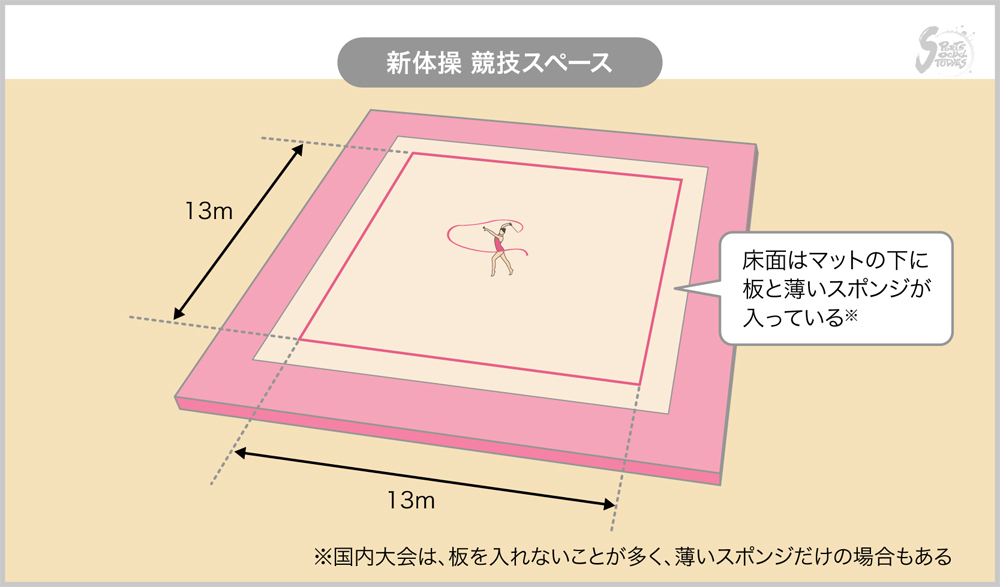 新体操 競技スペース
SPORTS
OCPU
STUDIES
13m
床面はマットの下に
板と薄いスポンジが
入っている※
13m
※国内大会は、板を入れないことが多く、薄いスポンジだけの場合もある